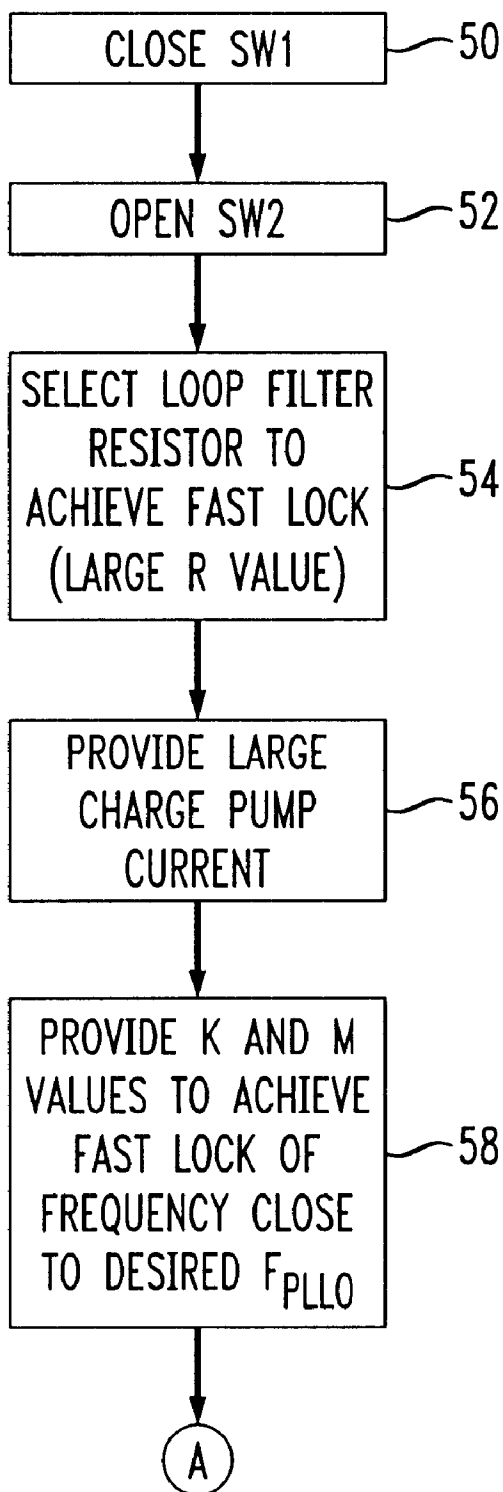 CLOSE SW1
50
OPEN SW2
52
SELECT LOOP FILTER
RESISTOR TO
ACHIEVE FAST LOCK
(LARGE R VALUE)
54
PROVIDE LARGE
CHARGE PUMP
CURRENT
56
PROVIDE K AND M
VALUES TO ACHIEVE
FAST LOCK OF
FREQUENCY CLOSE
TO DESIRED FPLLO
58
A